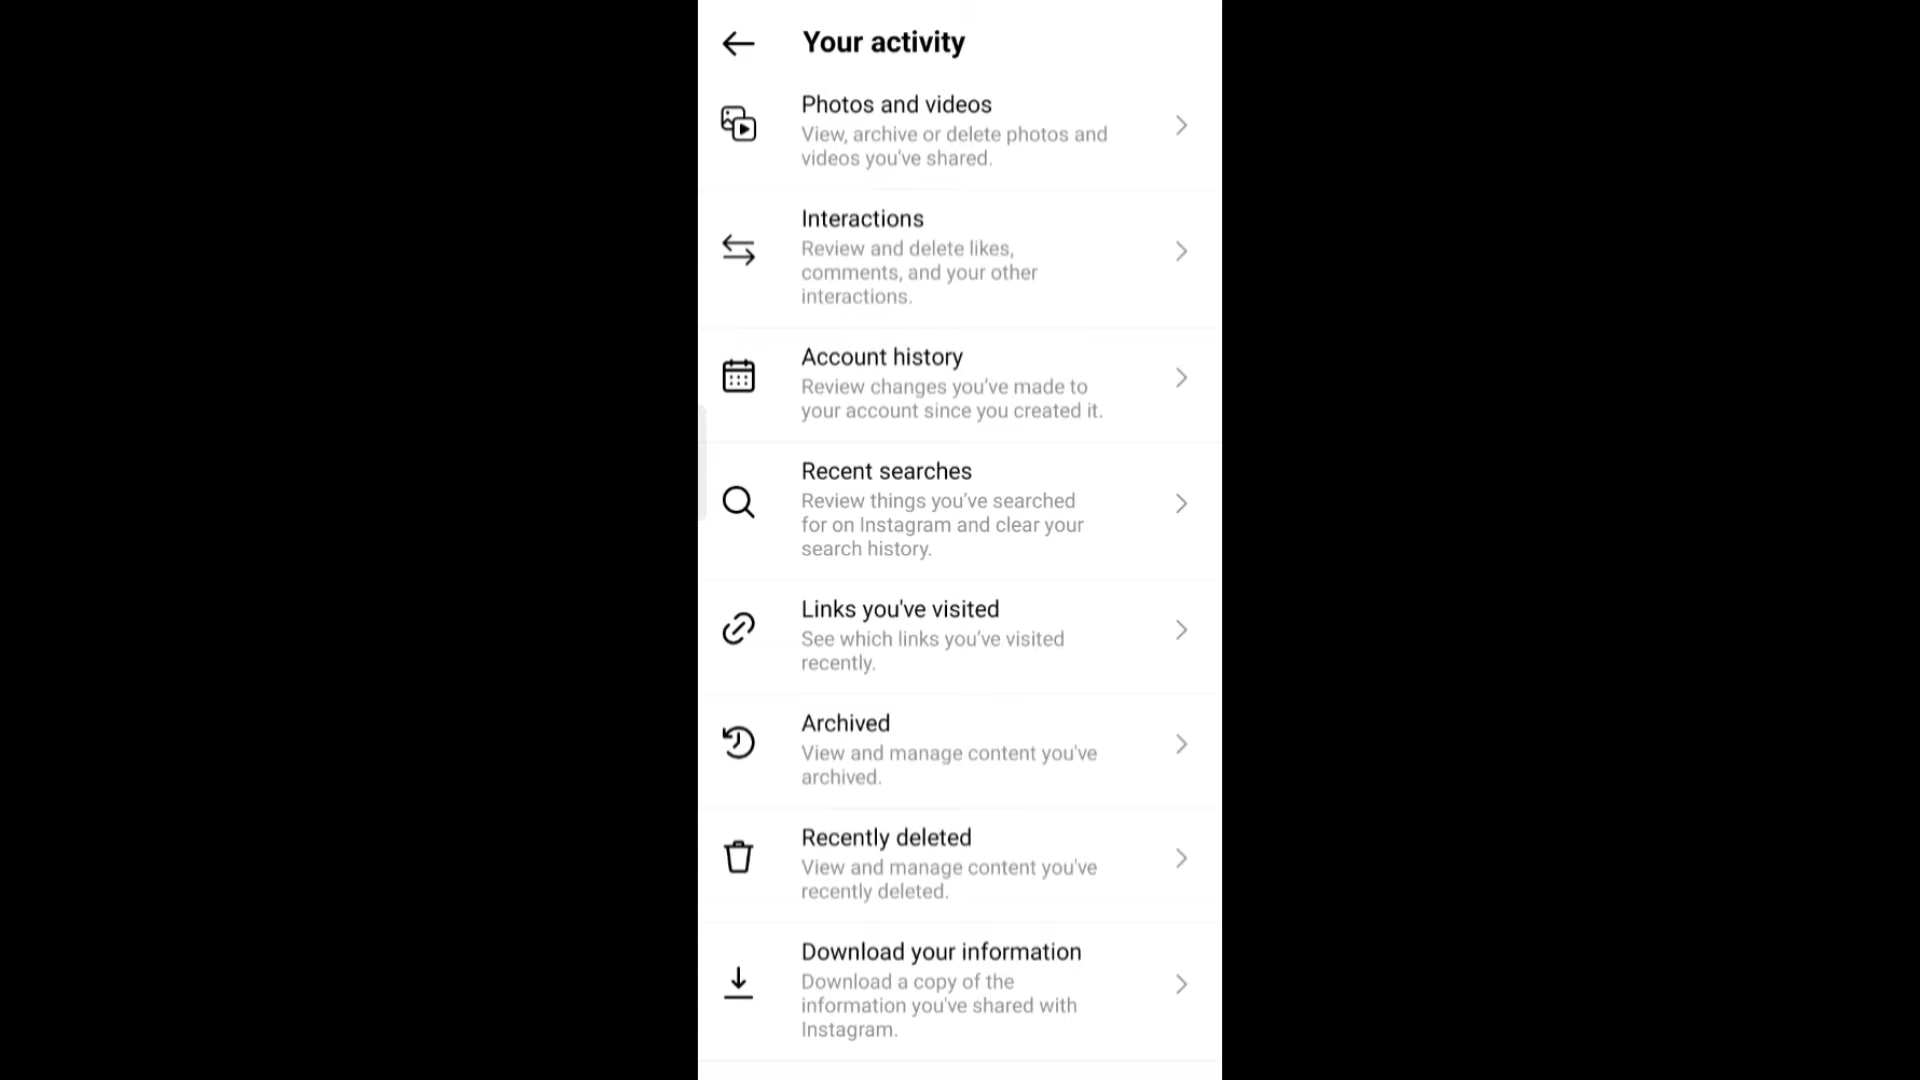 Your activity
Photos and videos
View, archive or delete photos and
videos you've shared.
Interactions
Review and delete likes,
comments, and your other
interactions.
Account history
Review changes you've made to
your account since you created it.
Recent searches
Review things you've searched
for on Instagram and clear your
search history.
Links you've visited
See which links you've visited
recently.
Archived
View and manage content you've
archived.
Recently deleted
View and manage content you've
recently deleted.
Download your information
Download a copy of the
information you've shared with
Instagram.